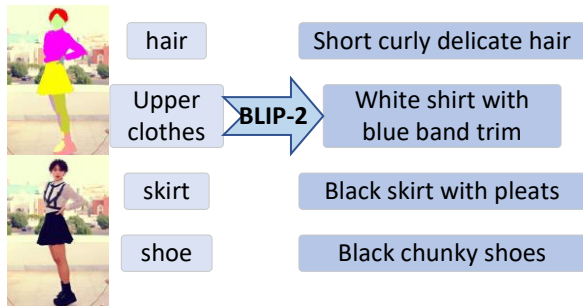 hair
Short curly delicate hair
Upper
clothes
BLIP-2
White shirt with
blue band trim
skirt
Black skirt with pleats
shoe
Black chunky shoes